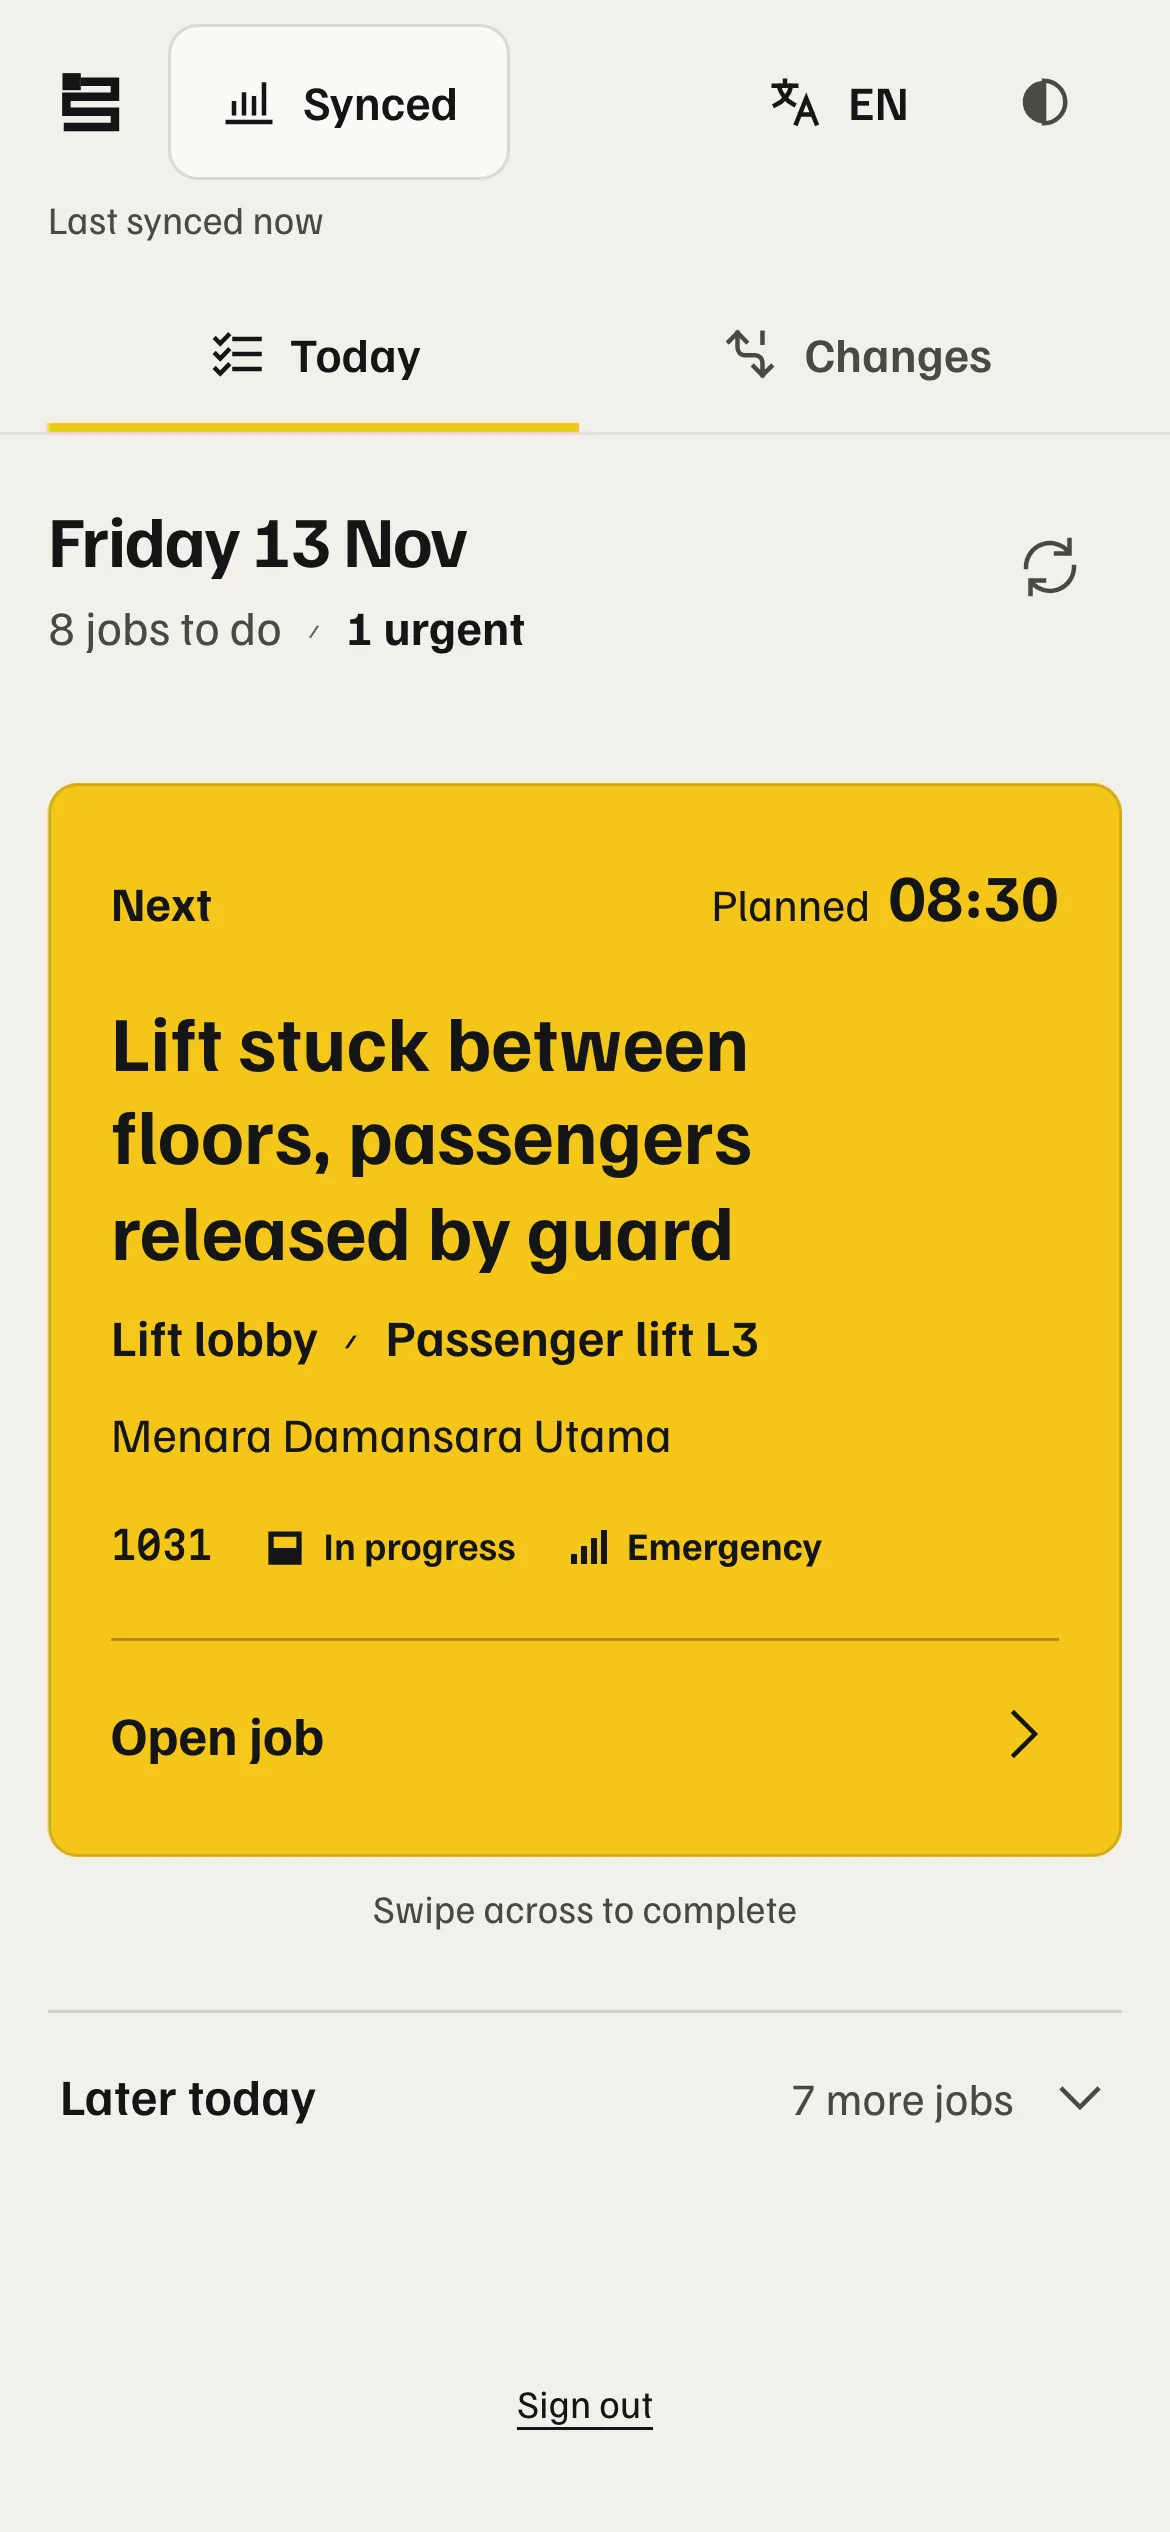 Synced
EN
Last synced now
Today
Changes
Friday 13 Nov
8 jobs to do ⁄ 1 urgent
Next
Planned 08:30
Lift stuck between
floors, passengers
released by guard
Lift lobby ⁄ Passenger lift L3
Menara Damansara Utama
1031 In progress Emergency
Open job
Swipe across to complete
Later today
7 more jobs
Sign out